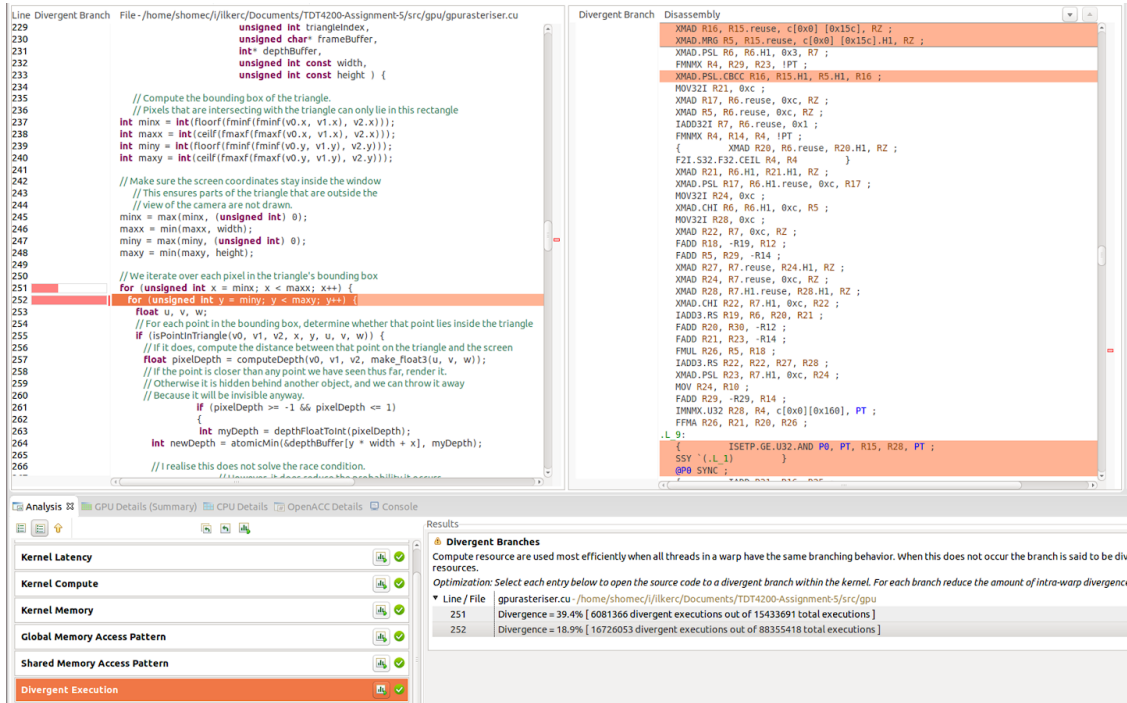 Line Divergent Branch File - /home/shomec/i/ilkerc/Documents/TDT4200-Assignment-5/src/gpu/gpurasteriser.cu
229 unsigned int triangleIndex,
230 unsigned char* frameBuffer,
231 int* depthBuffer,
232 unsigned int const width,
233 unsigned int const height ) {
234
235 // Compute the bounding box of the triangle.
236 // Pixels that are intersecting with the triangle can only lie in this rectangle
237 int minx = int(floorf(fminf(fminf(v0.x, v1.x), v2.x)));
238 int maxx = int(ceilf(fmaxf(fmaxf(v0.x, v1.x), v2.x)));
239 int miny = int(floorf(fminf(fminf(v0.y, v1.y), v2.y)));
240 int maxy = int(ceilf(fmaxf(fmaxf(v0.y, v1.y), v2.y)));
241
242 // Make sure the screen coordinates stay inside the window
243 // This ensures parts of the triangle that are outside the
244 // view of the camera are not drawn.
245 minx = max(minx, (unsigned int) 0);
246 maxx = min(maxx, width);
247 miny = max(miny, (unsigned int) 0);
248 maxy = min(maxy, height);
249
250 // We iterate over each pixel in the triangle's bounding box
251 for (unsigned int x = minx; x < maxx; x++) {
252 for (unsigned int y = miny; y < maxy; y++) {
253 float u, v, w;
254 // For each point in the bounding box, determine whether that point lies inside the triangle
255 if (isPointInTriangle(v0, v1, v2, x, y, u, v, w)) {
256 // If it does, compute the distance between that point on the triangle and the screen
257 float pixelDepth = computeDepth(v0, v1, v2, make_float3(u, v, w));
258 // If the point is closer than any point we have seen thus far, render it.
259 // Otherwise it is hidden behind another object, and we can throw it away
260 // Because it will be invisible anyway.
261 if (pixelDepth >= -1 && pixelDepth <= 1)
262 {
263 int myDepth = depthFloatToInt(pixelDepth);
264 int newDepth = atomicMin(&depthBuffer[y * width + x], myDepth);
265
266 // I realise this does not solve the race condition.
Divergent Branch Disassembly
XMAD R16, R15.reuse, c[0x0] [0x15c], RZ ;
XMAD.MRG R5, R15.reuse, c[0x0] [0x15c].H1, RZ ;
XMAD.PSL R6, R6.H1, 0x3, R7 ;
FMNMX R4, R29, R23, !PT ;
XMAD.PSL.CBCC R16, R15.H1, R5.H1, R16 ;
MOV32I R21, 0xc ;
XMAD R17, R6.reuse, 0xc, RZ ;
XMAD R5, R6.reuse, 0xc, RZ ;
IADD32I R7, R6.reuse, 0x1 ;
FMNMX R4, R14, R4, !PT ;
{ XMAD R20, R6.reuse, R20.H1, RZ ;
F2I.S32.F32.CEIL R4, R4 }
XMAD R21, R6.H1, R21.H1, RZ ;
XMAD.PSL R17, R6.H1.reuse, 0xc, R17 ;
MOV32I R24, 0xc ;
XMAD.CHI R6, R6.H1, 0xc, R5 ;
MOV32I R28, 0xc ;
XMAD R22, R7, 0xc, RZ ;
FADD R18, -R19, R12 ;
FADD R5, R29, -R14 ;
XMAD R27, R7.reuse, R24.H1, RZ ;
XMAD R24, R7.reuse, 0xc, RZ ;
XMAD R28, R7.H1.reuse, R28.H1, RZ ;
XMAD.CHI R22, R7.H1, 0xc, R22 ;
IADD3.RS R19, R6, R20, R21 ;
FADD R20, R30, -R12 ;
FADD R21, R23, -R14 ;
FMUL R26, R5, R18 ;
IADD3.RS R22, R22, R27, R28 ;
XMAD.PSL R23, R7.H1, 0xc, R24 ;
MOV R24, R10 ;
FADD R29, -R29, R14 ;
IMNMX.U32 R28, R4, c[0x0][0x160], PT ;
FFMA R26, R21, R20, R26 ;
.L_9:
{ ISETP.GE.U32.AND P0, PT, R15, R28, PT ;
SSY `(.L_1) }
@P0 SYNC ;
Analysis GPU Details (Summary) CPU Details OpenACC Details Console
Kernel Latency
Kernel Compute
Kernel Memory
Global Memory Access Pattern
Shared Memory Access Pattern
Divergent Execution
Results
Divergent Branches
Compute resource are used most efficiently when all threads in a warp have the same branching behavior. When this does not occur the branch is said to be div
resources.
Optimization: Select each entry below to open the source code to a divergent branch within the kernel. For each branch reduce the amount of intra-warp divergence
Line / File gpurasteriser.cu - /home/shomec/i/ilkerc/Documents/TDT4200-Assignment-5/src/gpu
251 Divergence = 39.4% [ 6081366 divergent executions out of 15433691 total executions ]
252 Divergence = 18.9% [ 16726053 divergent executions out of 88355418 total executions ]